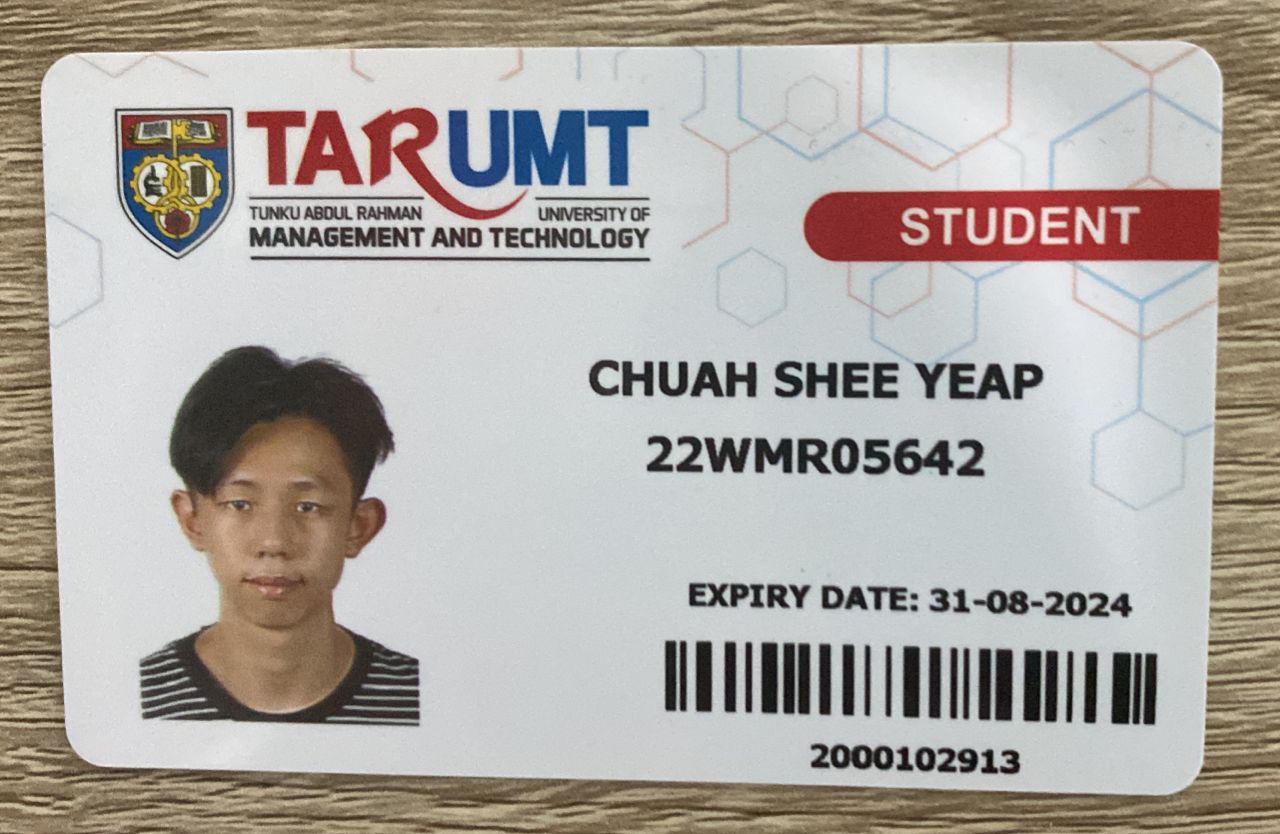 TARUMT
TUNKU ABDUL RAHMAN UNIVERSITY OF
MANAGEMENT AND TECHNOLOGY
STUDENT
CHUAH SHEE YEAP
22WMR05642
EXPIRY DATE: 31-08-2024
2000102913